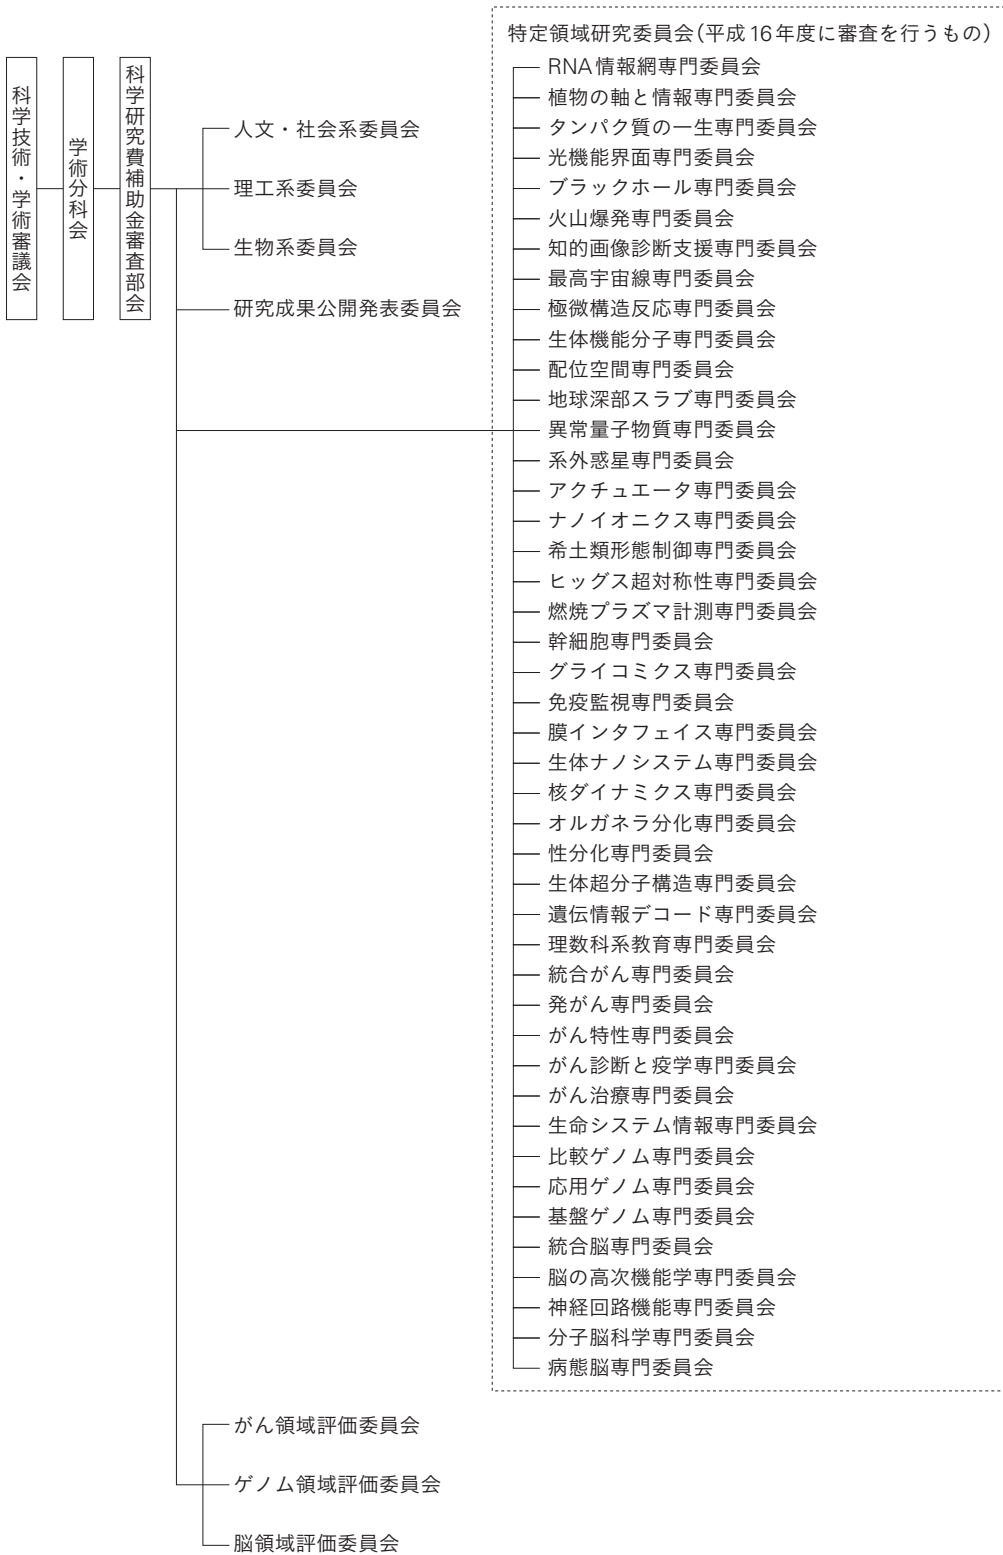 科学技術・学術審議会
学術分科会
科学研究費補助金審査部会
人文・社会系委員会
理工系委員会
生物系委員会
研究成果公開発表委員会
特定領域研究委員会(平成16年度に審査を行うもの)
RNA情報網専門委員会
植物の軸と情報専門委員会
タンパク質の一生専門委員会
光機能界面専門委員会
ブラックホール専門委員会
火山爆発専門委員会
知的画像診断支援専門委員会
最高宇宙線専門委員会
極微構造反応専門委員会
生体機能分子専門委員会
配位空間専門委員会
地球深部スラブ専門委員会
異常量子物質専門委員会
系外惑星専門委員会
アクチュエータ専門委員会
ナノイオニクス専門委員会
希土類形態制御専門委員会
ヒッグス超対称性専門委員会
燃焼プラズマ計測専門委員会
幹細胞専門委員会
グライコミクス専門委員会
免疫監視専門委員会
膜インタフェイス専門委員会
生体ナノシステム専門委員会
核ダイナミクス専門委員会
オルガネラ分化専門委員会
性分化専門委員会
生体超分子構造専門委員会
遺伝情報デコード専門委員会
理数科系教育専門委員会
統合がん専門委員会
発がん専門委員会
がん特性専門委員会
がん診断と疫学専門委員会
がん治療専門委員会
生命システム情報専門委員会
比較ゲノム専門委員会
応用ゲノム専門委員会
基盤ゲノム専門委員会
統合脳専門委員会
脳の高次機能学専門委員会
神経回路機能専門委員会
分子脳科学専門委員会
病態脳専門委員会
がん領域評価委員会
ゲノム領域評価委員会
脳領域評価委員会